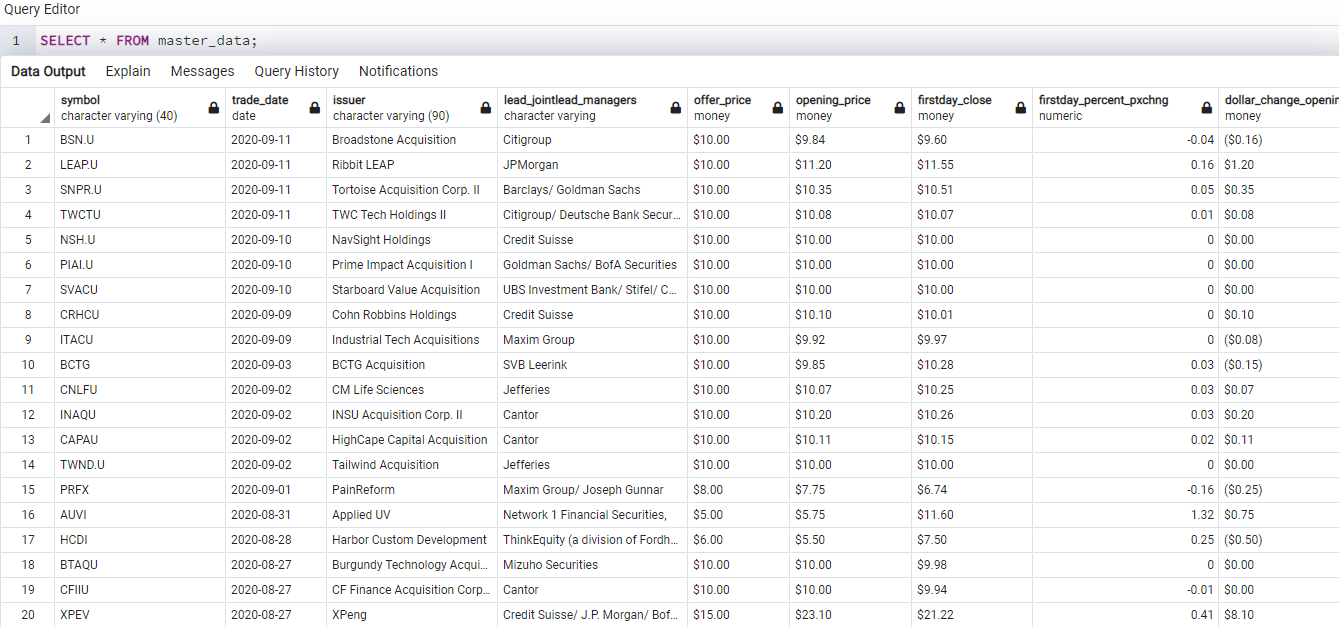 Query Editor
1 SELECT * FROM master_data;
Data Output Explain Messages Query History Notifications
symbol trade_date issuer lead_jointlead_managers offer_price opening_price firstday_close firstday_percent_pxchng dollar_change_openin
character varying (40) date character varying (90) character varying money money money numeric money
1 BSN.U 2020-09-11 Broadstone Acquisition Citigroup $10.00 $9.84 $9.60 -0.04 ($0.16)
2 LEAP.U 2020-09-11 Ribbit LEAP JPMorgan $10.00 $11.20 $11.55 0.16 $1.20
3 SNPR.U 2020-09-11 Tortoise Acquisition Corp. II Barclays/ Goldman Sachs $10.00 $10.35 $10.51 0.05 $0.35
4 TWCTU 2020-09-11 TWC Tech Holdings II Citigroup/ Deutsche Bank Secur... $10.00 $10.08 $10.07 0.01 $0.08
5 NSH.U 2020-09-10 NavSight Holdings Credit Suisse $10.00 $10.00 $10.00 0 $0.00
6 PIAI.U 2020-09-10 Prime Impact Acquisition I Goldman Sachs/ BofA Securities $10.00 $10.00 $10.00 0 $0.00
7 SVACU 2020-09-10 Starboard Value Acquisition UBS Investment Bank/ Stifel/ C... $10.00 $10.00 $10.00 0 $0.00
8 CRHCU 2020-09-09 Cohn Robbins Holdings Credit Suisse $10.00 $10.10 $10.01 0 $0.10
9 ITACU 2020-09-09 Industrial Tech Acquisitions Maxim Group $10.00 $9.92 $9.97 0 ($0.08)
10 BCTG 2020-09-03 BCTG Acquisition SVB Leerink $10.00 $9.85 $10.28 0.03 ($0.15)
11 CNLFU 2020-09-02 CM Life Sciences Jefferies $10.00 $10.07 $10.25 0.03 $0.07
12 INAQU 2020-09-02 INSU Acquisition Corp. II Cantor $10.00 $10.20 $10.26 0.03 $0.20
13 CAPAU 2020-09-02 HighCape Capital Acquisition Cantor $10.00 $10.11 $10.15 0.02 $0.11
14 TWND.U 2020-09-02 Tailwind Acquisition Jefferies $10.00 $10.00 $10.00 0 $0.00
15 PRFX 2020-09-01 PainReform Maxim Group/ Joseph Gunnar $8.00 $7.75 $6.74 -0.16 ($0.25)
16 AUVI 2020-08-31 Applied UV Network 1 Financial Securities, $5.00 $5.75 $11.60 1.32 $0.75
17 HCDI 2020-08-28 Harbor Custom Development ThinkEquity (a division of Fordh... $6.00 $5.50 $7.50 0.25 ($0.50)
18 BTAQU 2020-08-27 Burgundy Technology Acqui... Mizuho Securities $10.00 $10.00 $9.98 0 $0.00
19 CFIIU 2020-08-27 CF Finance Acquisition Corp... Cantor $10.00 $10.00 $9.94 -0.01 $0.00
20 XPEV 2020-08-27 XPeng Credit Suisse/ J.P. Morgan/ Bof... $15.00 $23.10 $21.22 0.41 $8.10